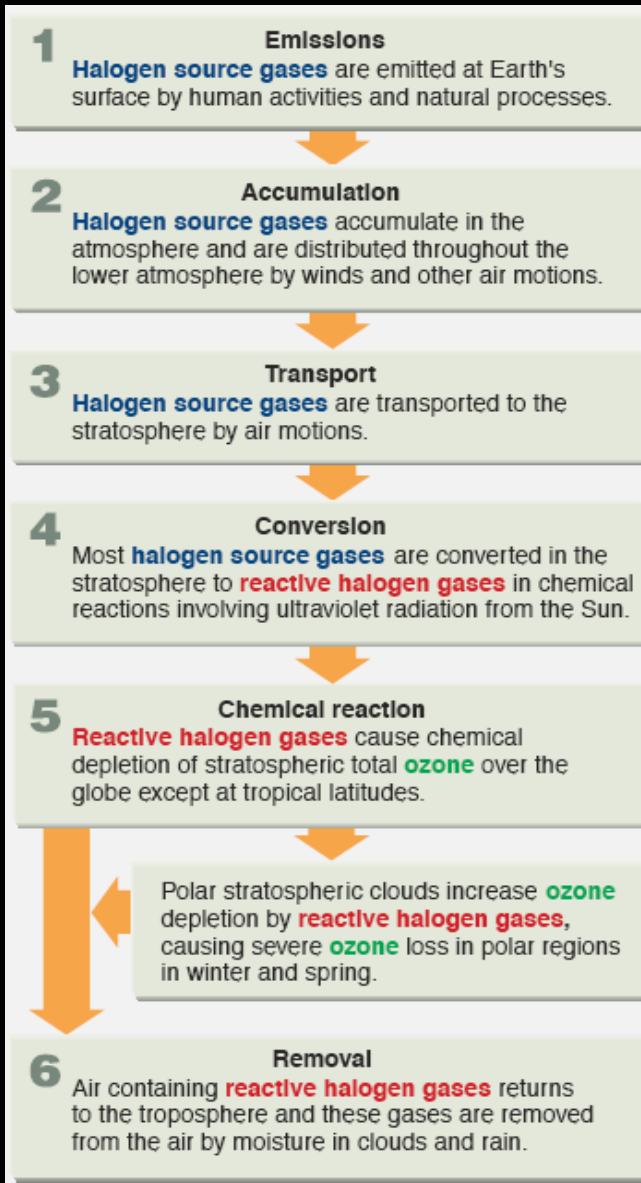 1
Emissions
Halogen source gases are emitted at Earth's
surface by human activities and natural processes.
2
Accumulation
Halogen source gases accumulate in the
atmosphere and are distributed throughout the
lower atmosphere by winds and other air motions.
3
Transport
Halogen source gases are transported to the
stratosphere by air motions.
4
Conversion
Most halogen source gases are converted in the
stratosphere to reactive halogen gases in chemical
reactions involving ultraviolet radiation from the Sun.
5
Chemical reaction
Reactive halogen gases cause chemical
depletion of stratospheric total ozone over the
globe except at tropical latitudes.
Polar stratospheric clouds increase ozone
depletion by reactive halogen gases,
causing severe ozone loss in polar regions
in winter and spring.
6
Removal
Air containing reactive halogen gases returns
to the troposphere and these gases are removed
from the air by moisture in clouds and rain.